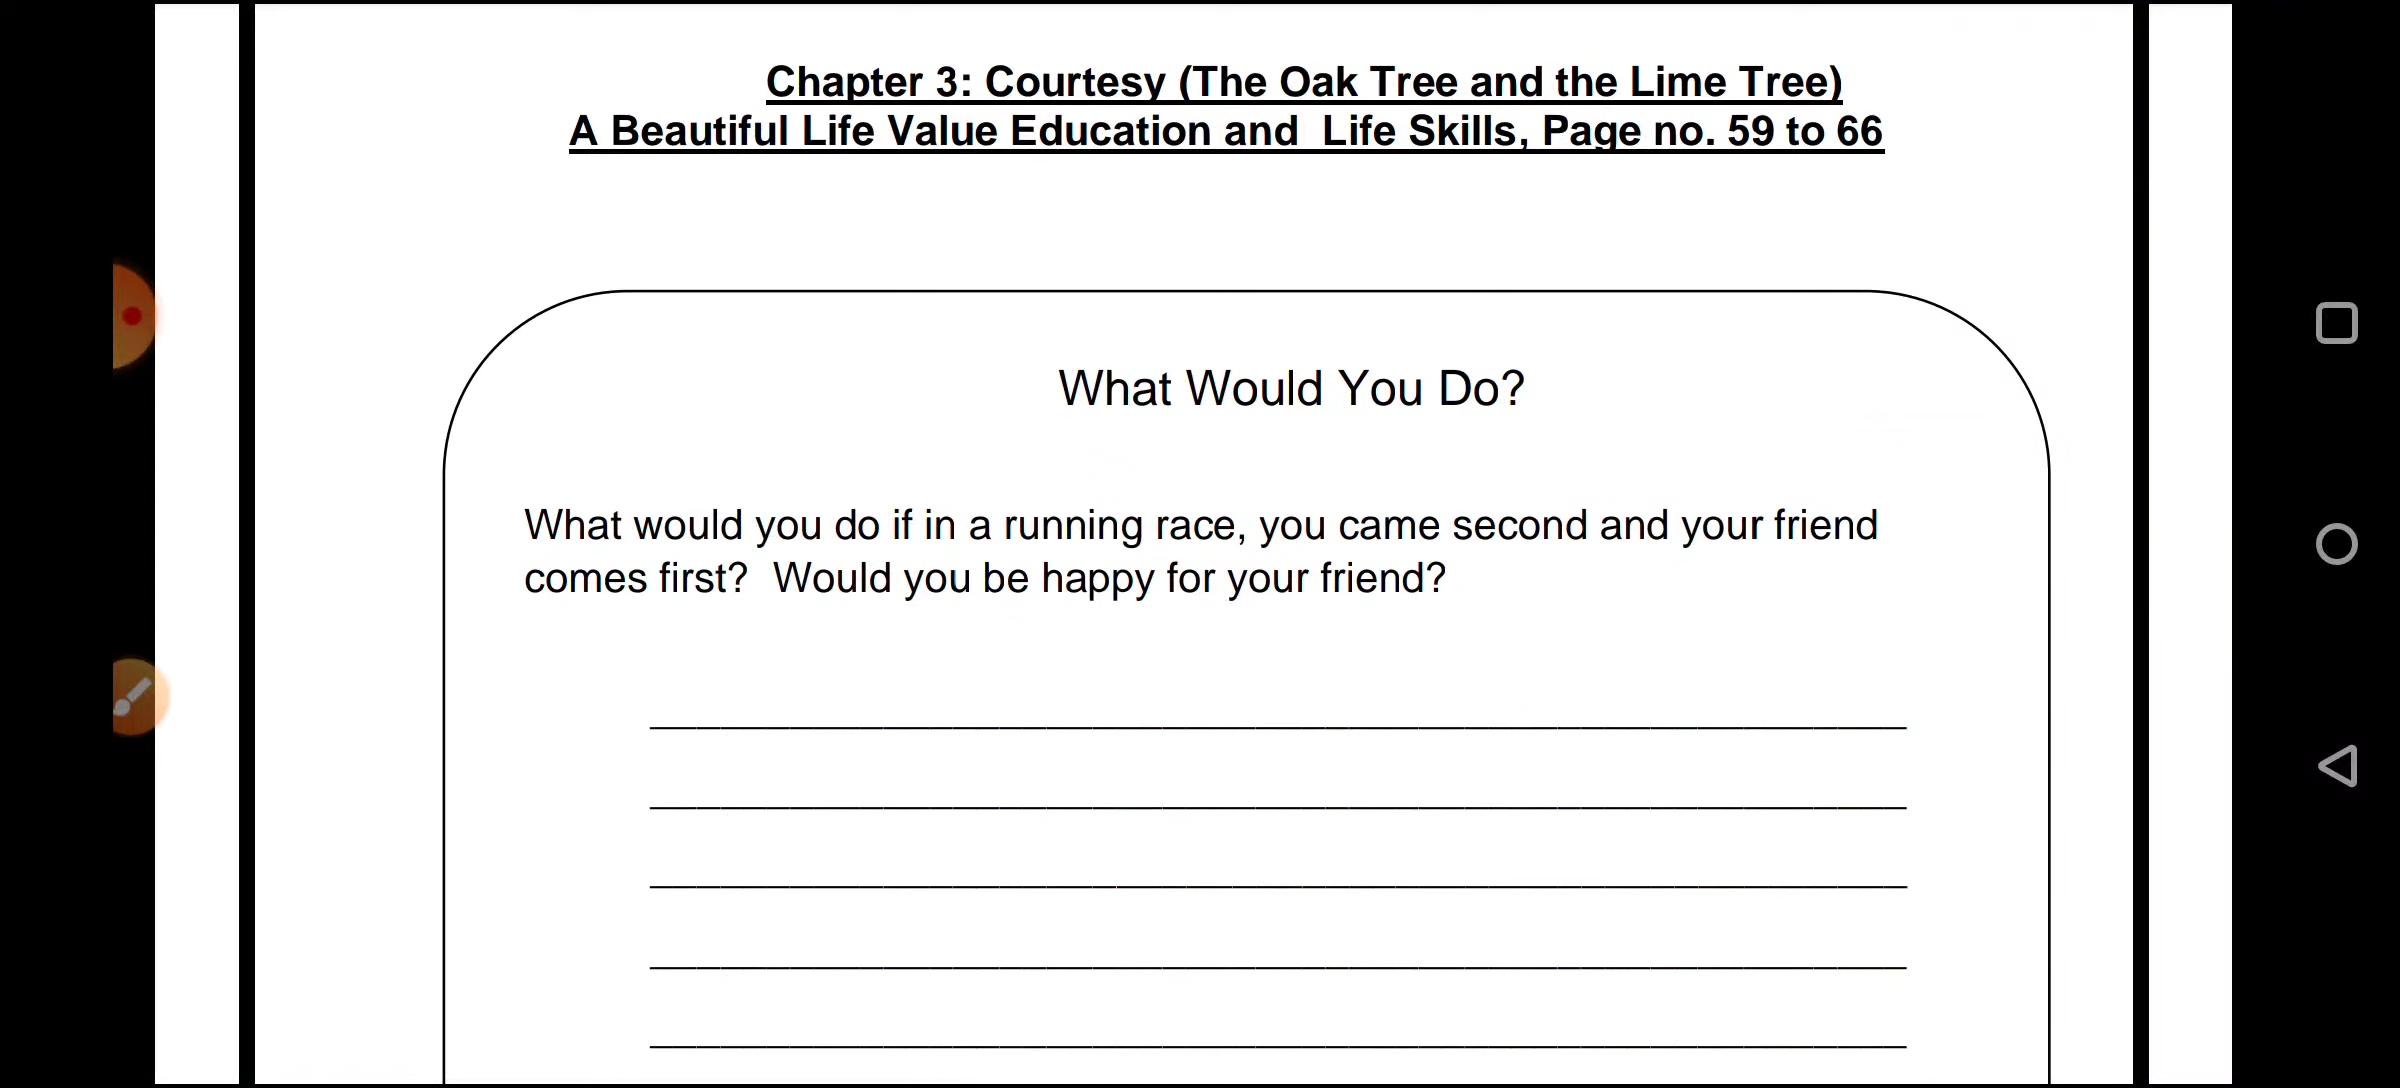 Chapter 3: Courtesy (The Oak Tree and the Lime Tree)
A Beautiful Life Value Education and  Life Skills, Page no. 59 to 66
What Would You Do?
What would you do if in a running race, you came second and your friend
comes first?  Would you be happy for your friend?